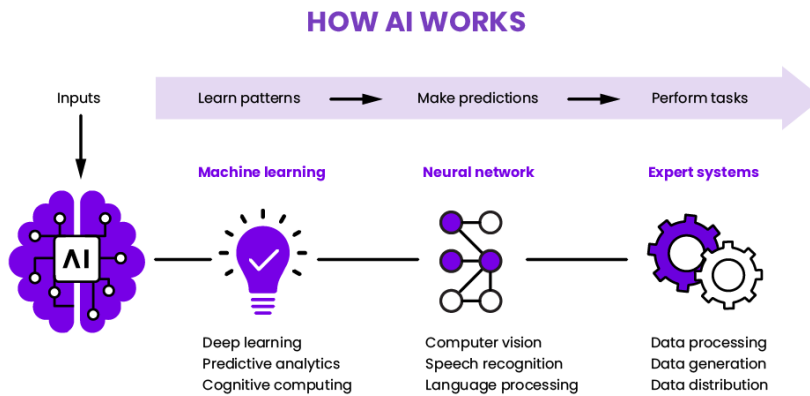 HOW AI WORKS
Inputs
Learn patterns
Make predictions
Perform tasks
Machine learning
Neural network
Expert systems
AI
Deep learning
Predictive analytics
Cognitive computing
Computer vision
Speech recognition
Language processing
Data processing
Data generation
Data distribution